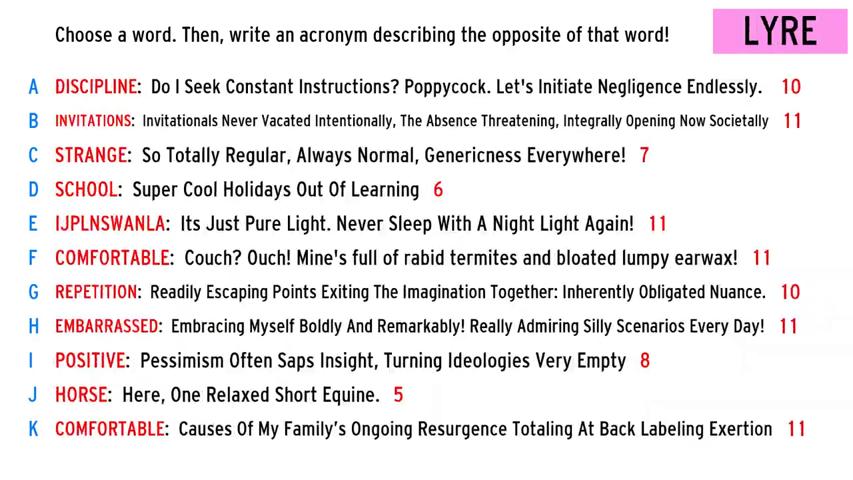 Choose a word. Then, write an acronym describing the opposite of that word!
LYRE
A DISCIPLINE: Do I Seek Constant Instructions? Poppycock. Let's Initiate Negligence Endlessly. 10
B INVITATIONS: Invitationals Never Vacated Intentionally, The Absence Threatening, Integrally Opening Now Societally 11
C STRANGE: So Totally Regular, Always Normal, Genericness Everywhere! 7
D SCHOOL: Super Cool Holidays Out Of Learning 6
E IJPLNSWANLA: Its Just Pure Light. Never Sleep With A Night Light Again! 11
F COMFORTABLE: Couch? Ouch! Mine's full of rabid termites and bloated lumpy earwax! 11
G REPETITION: Readily Escaping Points Exiting The Imagination Together: Inherently Obligated Nuance. 10
H EMBARRASSED: Embracing Myself Boldly And Remarkably! Really Admiring Silly Scenarios Every Day! 11
I POSITIVE: Pessimism Often Saps Insight, Turning Ideologies Very Empty 8
J HORSE: Here, One Relaxed Short Equine. 5
K COMFORTABLE: Causes Of My Family's Ongoing Resurgence Totaling At Back Labeling Exertion 11